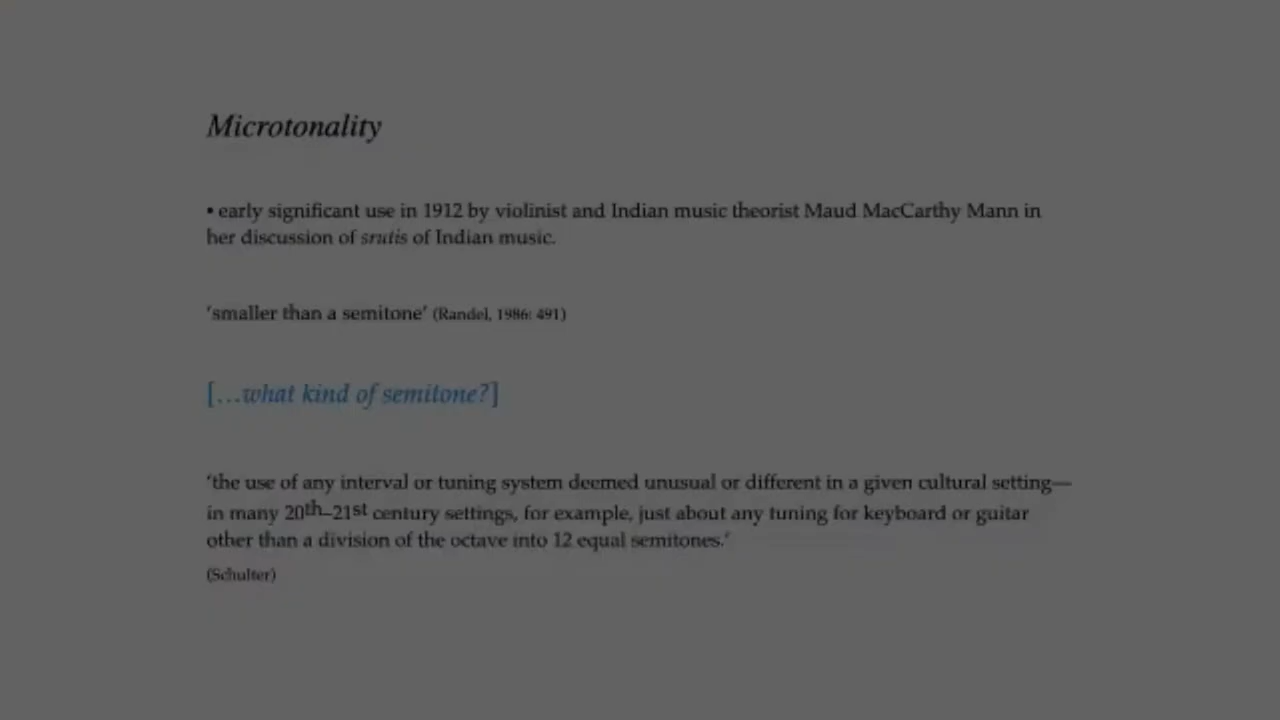 Microtonality
• early significant use in 1912 by violinist and Indian music theorist Maud MacCarthy Mann in
her discussion of srutis of Indian music.
'smaller than a semitone' (Randel, 1986: 491)
[…what kind of semitone?]
'the use of any interval or tuning system deemed unusual or different in a given cultural setting—
in many 20th–21st century settings, for example, just about any tuning for keyboard or guitar
other than a division of the octave into 12 equal semitones.'
(Schulter)